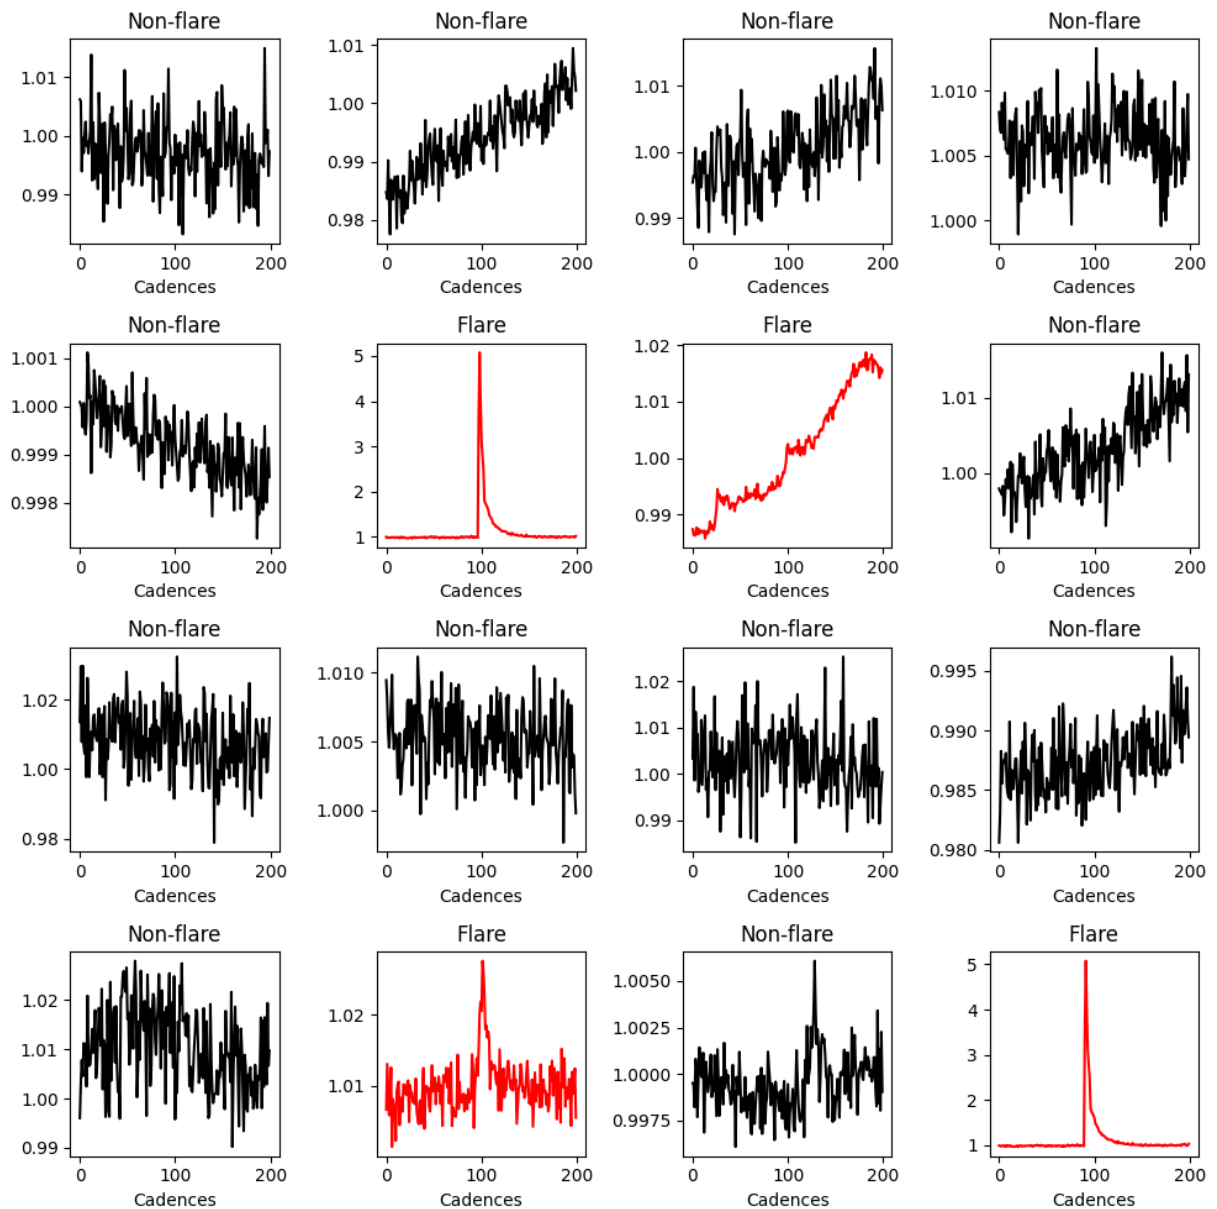 Non-flare Non-flare Non-flare Non-flare
1.01 1.00 0.99
0 100 200
Cadences
1.01 1.00 0.99 0.98
0 100 200
Cadences
1.01 1.00 0.99
0 100 200
Cadences
1.010 1.005 1.000
0 100 200
Cadences
Non-flare Flare Flare Non-flare
1.001 1.000 0.999 0.998
0 100 200
Cadences
5 4 3 2 1
0 100 200
Cadences
1.02 1.01 1.00 0.99
0 100 200
Cadences
1.01 1.00
0 100 200
Cadences
Non-flare Non-flare Non-flare Non-flare
1.02 1.00 0.98
0 100 200
Cadences
1.010 1.005 1.000
0 100 200
Cadences
1.02 1.01 1.00 0.99
0 100 200
Cadences
0.995 0.990 0.985 0.980
0 100 200
Cadences
Non-flare Flare Non-flare Flare
1.02 1.01 1.00 0.99
0 100 200
Cadences
1.02 1.01
0 100 200
Cadences
1.0050 1.0025 1.0000 0.9975
0 100 200
Cadences
5 4 3 2 1
0 100 200
Cadences